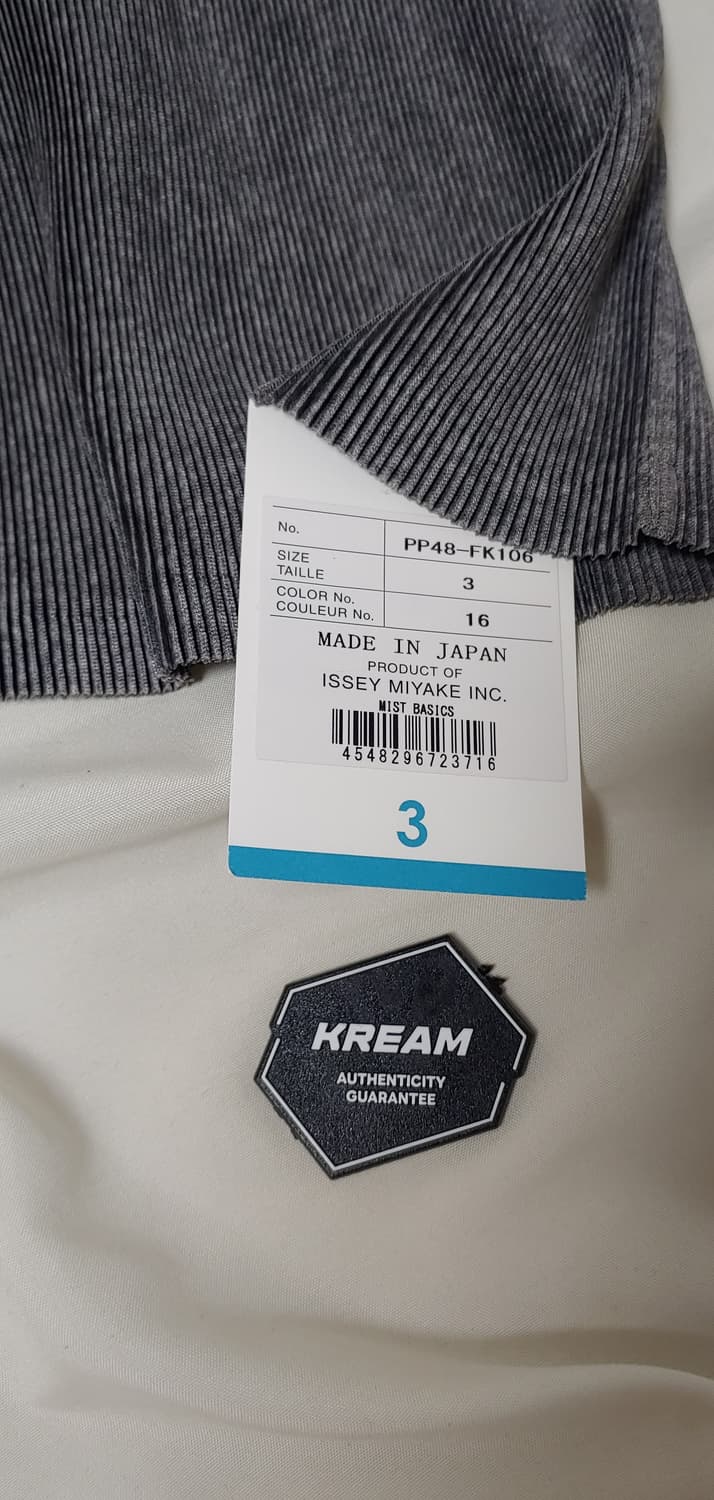 No. PP48-FK106
SIZE
TAILLE 3
COLOR No.
COULEUR No. 16
MADE IN JAPAN
PRODUCT OF
ISSEY MIYAKE INC.
MIST BASICS
4548296723716
3
KREAM
AUTHENTICITY
GUARANTEE